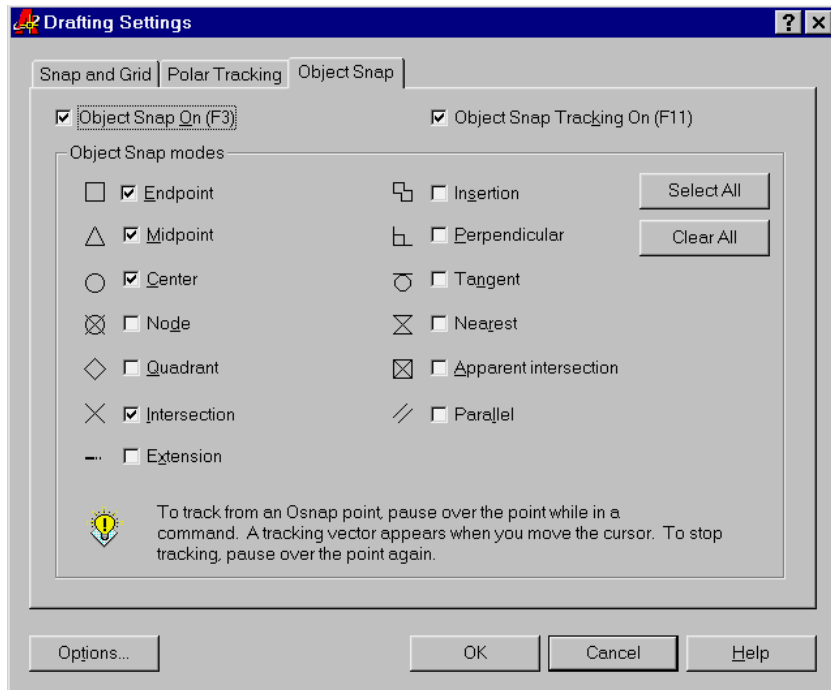 Drafting Settings
Snap and Grid
Polar Tracking
Object Snap
Object Snap On (F3)
Object Snap Tracking On (F11)
Object Snap modes
Endpoint
Midpoint
Center
Node
Quadrant
Intersection
Extension
Insertion
Perpendicular
Tangent
Nearest
Apparent intersection
Parallel
Select All
Clear All
To track from an Osnap point, pause over the point while in a
command. A tracking vector appears when you move the cursor. To stop
tracking, pause over the point again.
Options...
OK
Cancel
Help